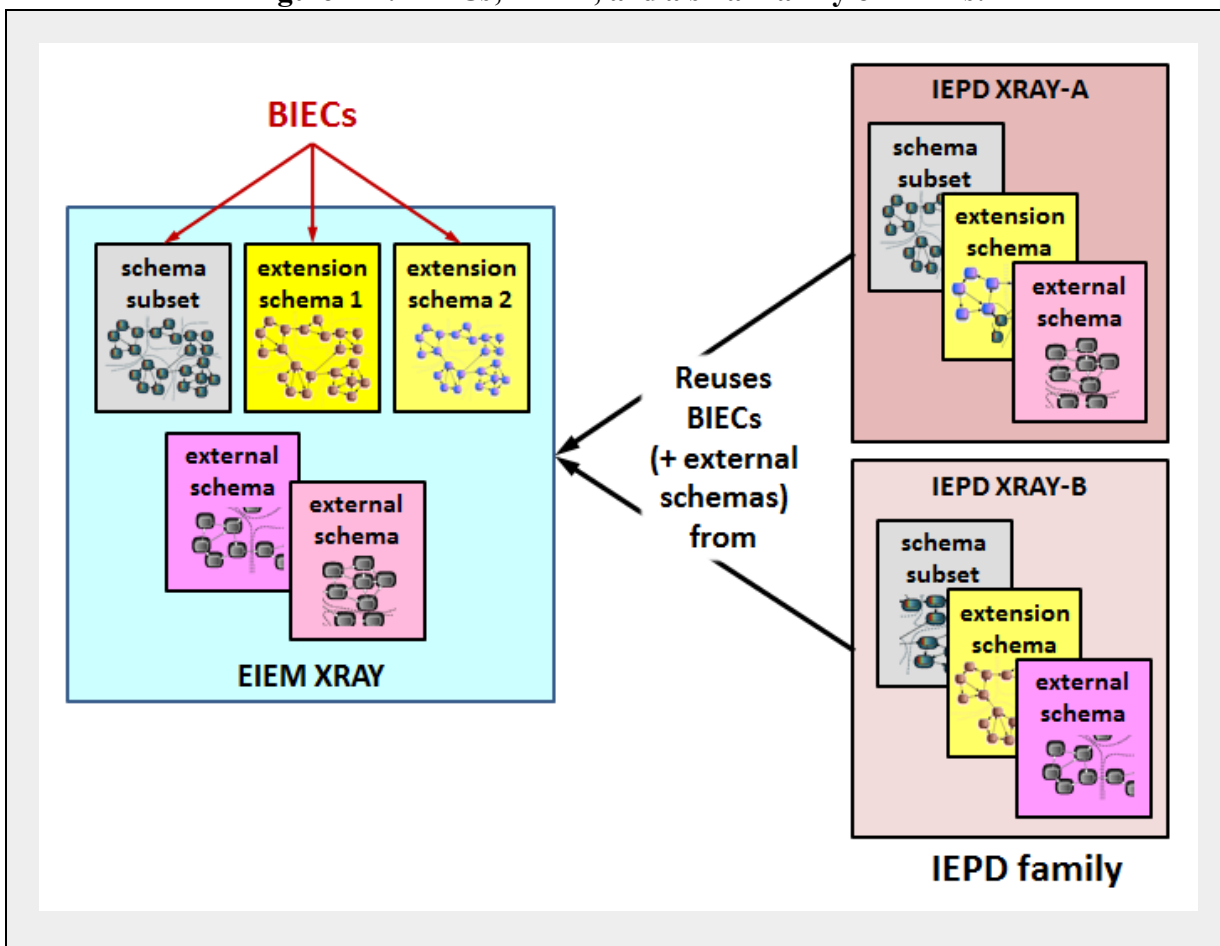 BIECs
schema
subset
extension
schema 1
extension
schema 2
external
schema
external
schema
EIEM XRAY
Reuses
BIECs
(+ external
schemas)
from
IEPD XRAY-A
schema
subset
extension
schema
external
schema
IEPD XRAY-B
schema
subset
extension
schema
external
schema
IEPD family